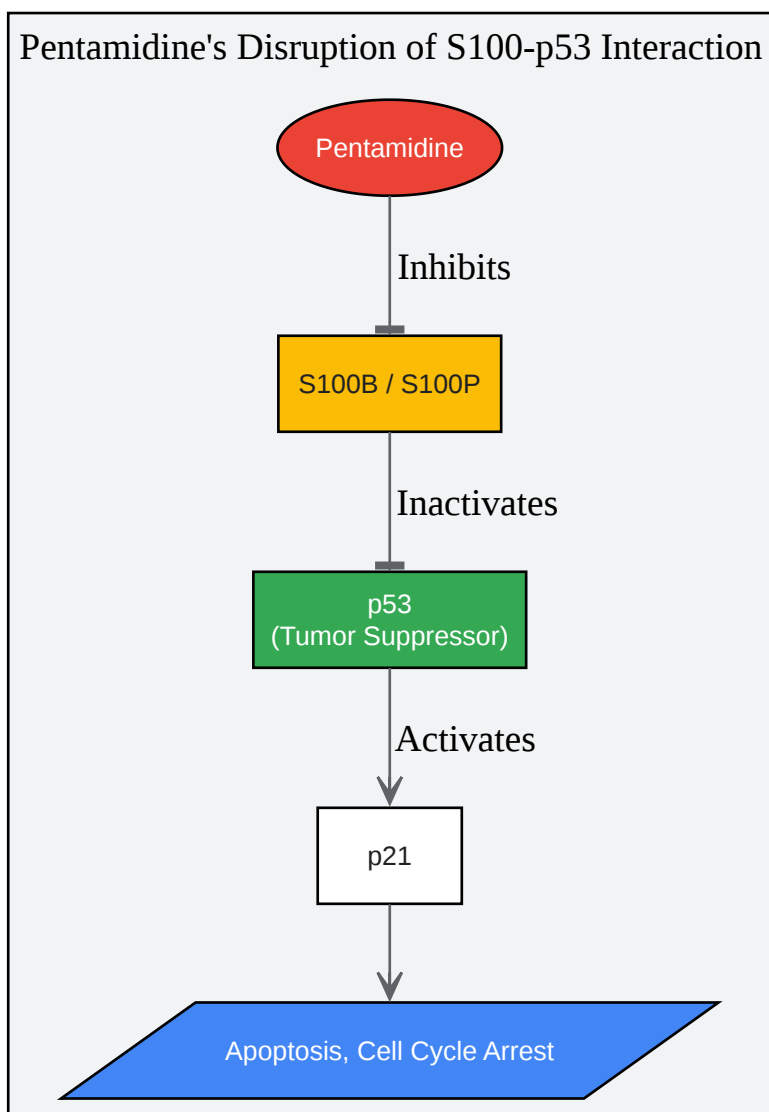 Pentamidine's Disruption of S100-p53 Interaction
Pentamidine
Inhibits
S100B / S100P
Inactivates
p53
(Tumor Suppressor)
Activates
p21
Apoptosis, Cell Cycle Arrest